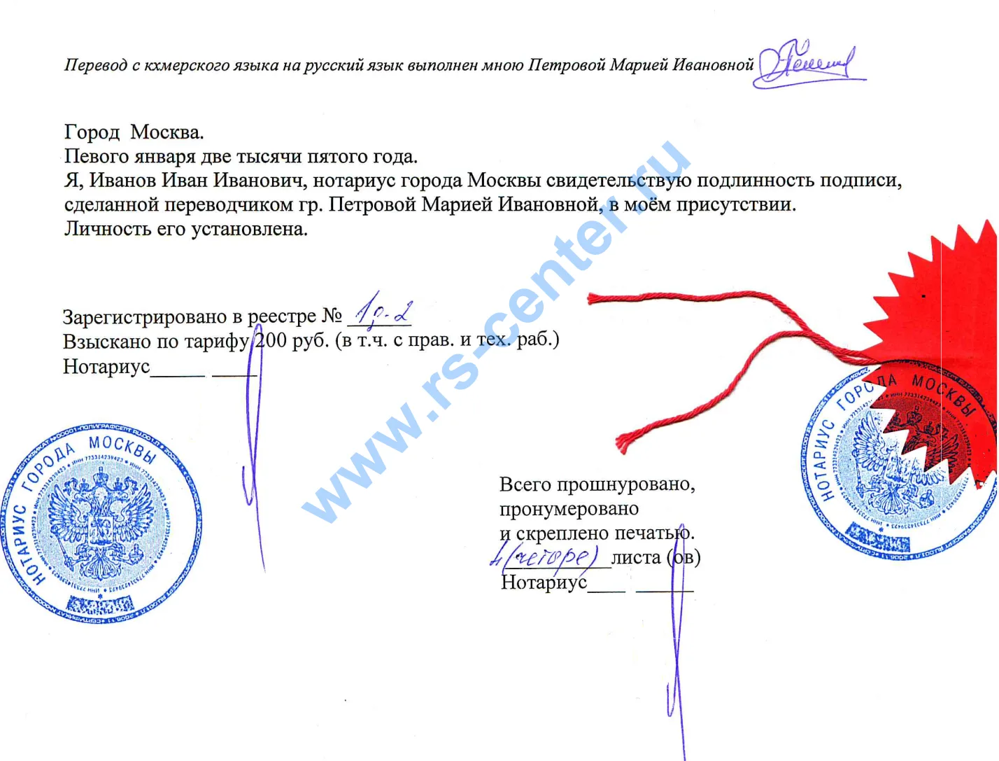 Перевод с кхмерского языка на русский язык выполнен мною Петровой Марией Ивановной
Город Москва.
Певого января две тысячи пятого года.
Я, Иванов Иван Иванович, нотариус города Москвы свидетельствую подлинность подписи,
сделанной переводчиком гр. Петровой Марией Ивановной, в моём присутствии.
Личность его установлена.
Зарегистрировано в реестре № 1р-2
Взыскано по тарифу 200 руб. (в т.ч. с прав. и тех. раб.)
Нотариус______ _____
www.rs-center.ru
НОТАРИУС ГОРОДА МОСКВЫ
НОТАРИУС ГОРОДА МОСКВЫ
Всего прошнуровано,
пронумеровано
и скреплено печатью.
4 (четоре) листа (ов)
Нотариус____ ______